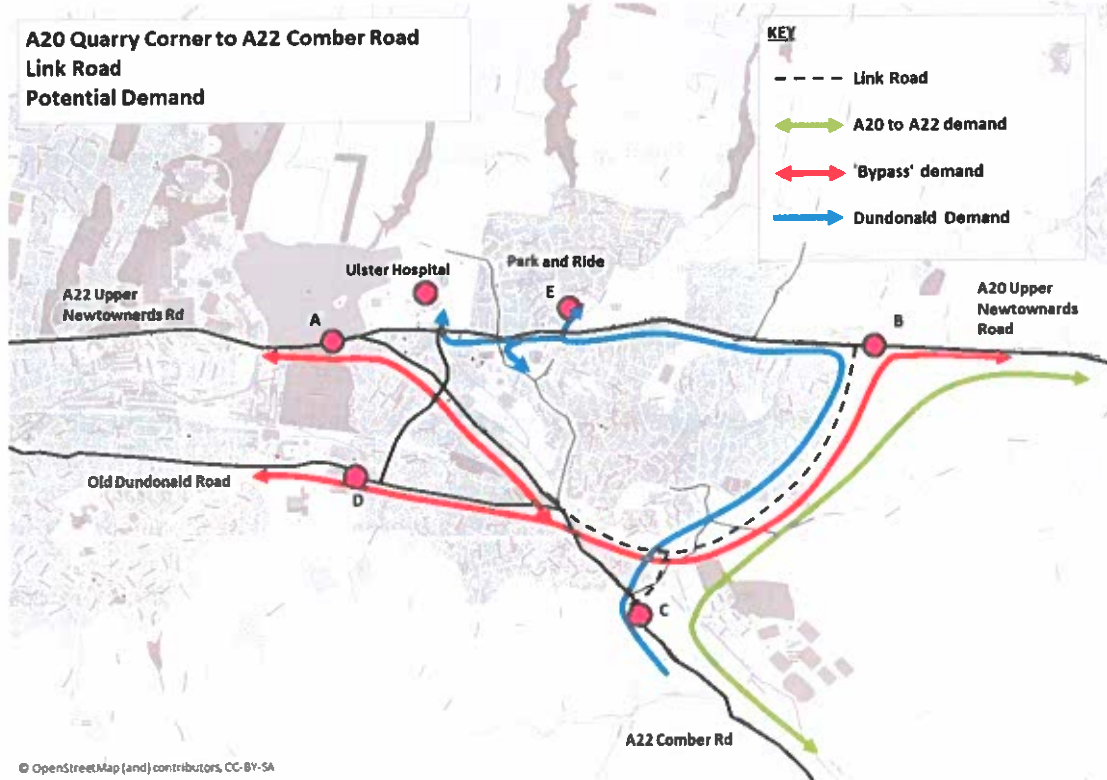 A20 Quarry Corner to A22 Comber Road
Link Road
Potential Demand
KEY
Link Road
A20 to A22 demand
'Bypass' demand
Dundonald Demand
Ulster Hospital
Park and Ride
E
A22 Upper
Newtownerds Rd
A
A20 Upper
Newtownards
Road
B
Old Dundonald Road
D
C
A22 Comber Rd
© OpenStreetMap (and) contributors, CC-BY-SA